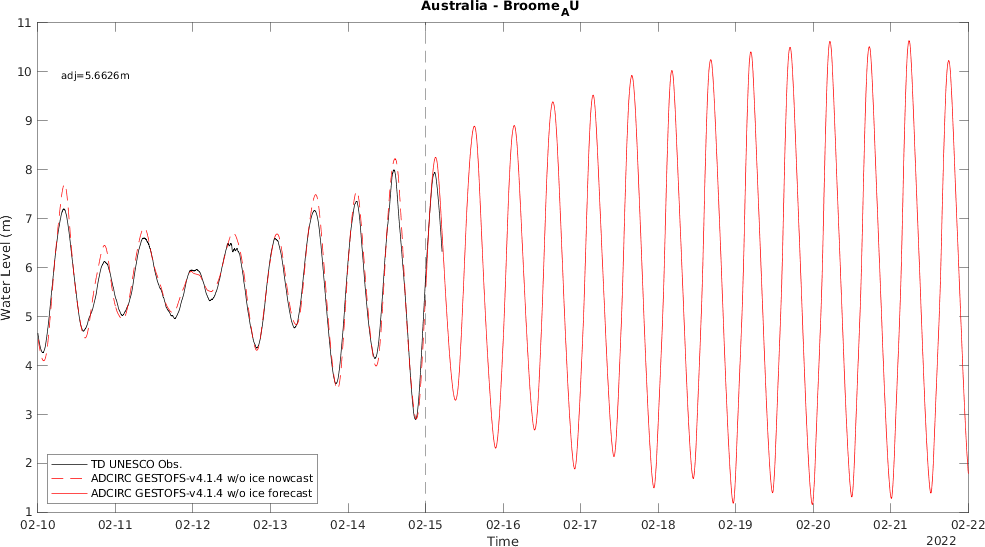 Australia - Broome_AU
11
10
9
8
7
6
5
4
3
2
1
Water Level (m)
adj=5.6626m
TD UNESCO Obs.
ADCIRC GESTOFS-v4.1.4 w/o ice nowcast
ADCIRC GESTOFS-v4.1.4 w/o ice forecast
02-10 02-11 02-12 02-13 02-14 02-15 02-16 02-17 02-18 02-19 02-20 02-21 02-22
Time
2022